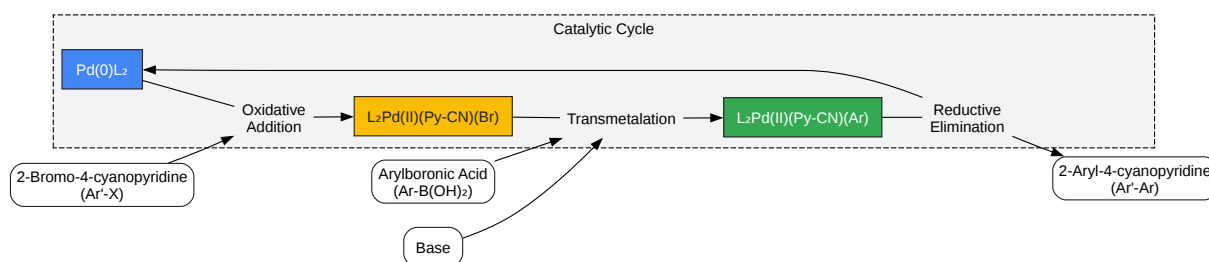 Catalytic Cycle
Pd(0)L₂
Oxidative
Addition
L₂Pd(II)(Py-CN)(Br)
Transmetalation
L₂Pd(II)(Py-CN)(Ar)
Reductive
Elimination
2-Bromo-4-cyanopyridine
(Ar'-X)
Arylboronic Acid
(Ar-B(OH)₂)
2-Aryl-4-cyanopyridine
(Ar'-Ar)
Base